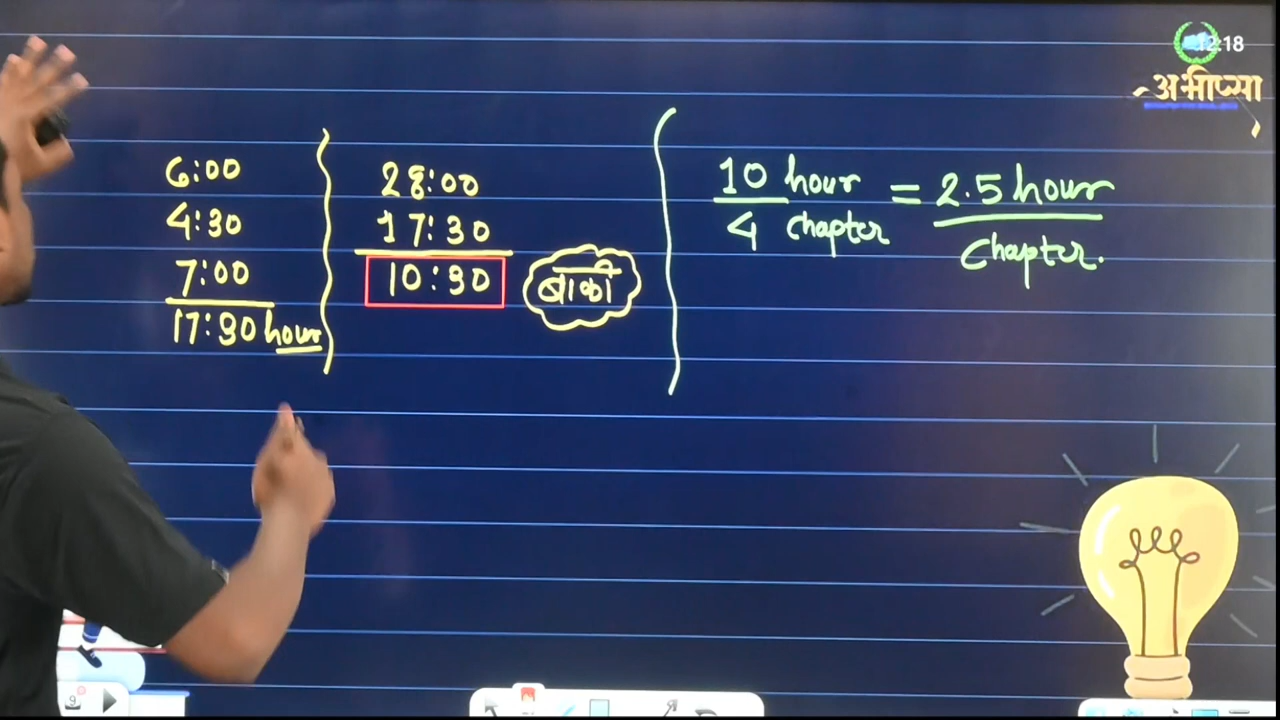 12:18
अभीप्सा
6:00
4:30
7:00
17:30 hour
28:00
17:30
10:30
बाकी
10 hour
4 chapter
= 2.5 hour
chapter.
9